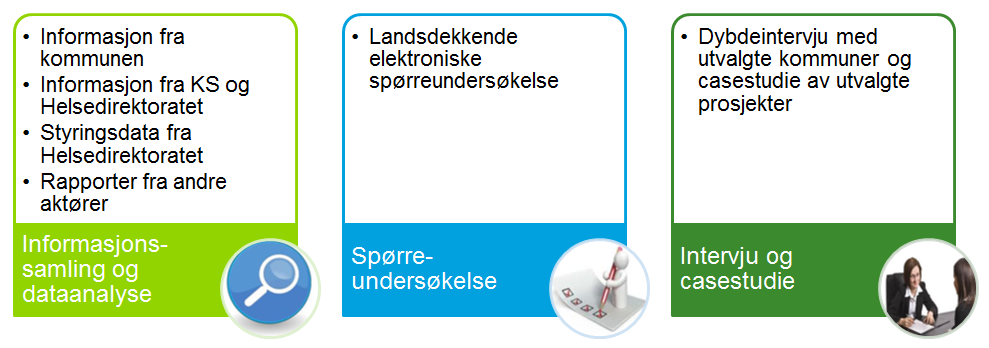 • Informasjon fra
kommunen
• Informasjon fra KS og
Helsedirektoratet
• Styringsdata fra
Helsedirektoratet
• Rapporter fra andre
aktører
Informasjons-
samling og
dataanalyse
• Landsdekkende
elektroniske
spørreundersøkelse
Spørre-
undersøkelse
• Dybdeintervju med
utvalgte kommuner og
casestudie av utvalgte
prosjekter
Intervju og
casestudie